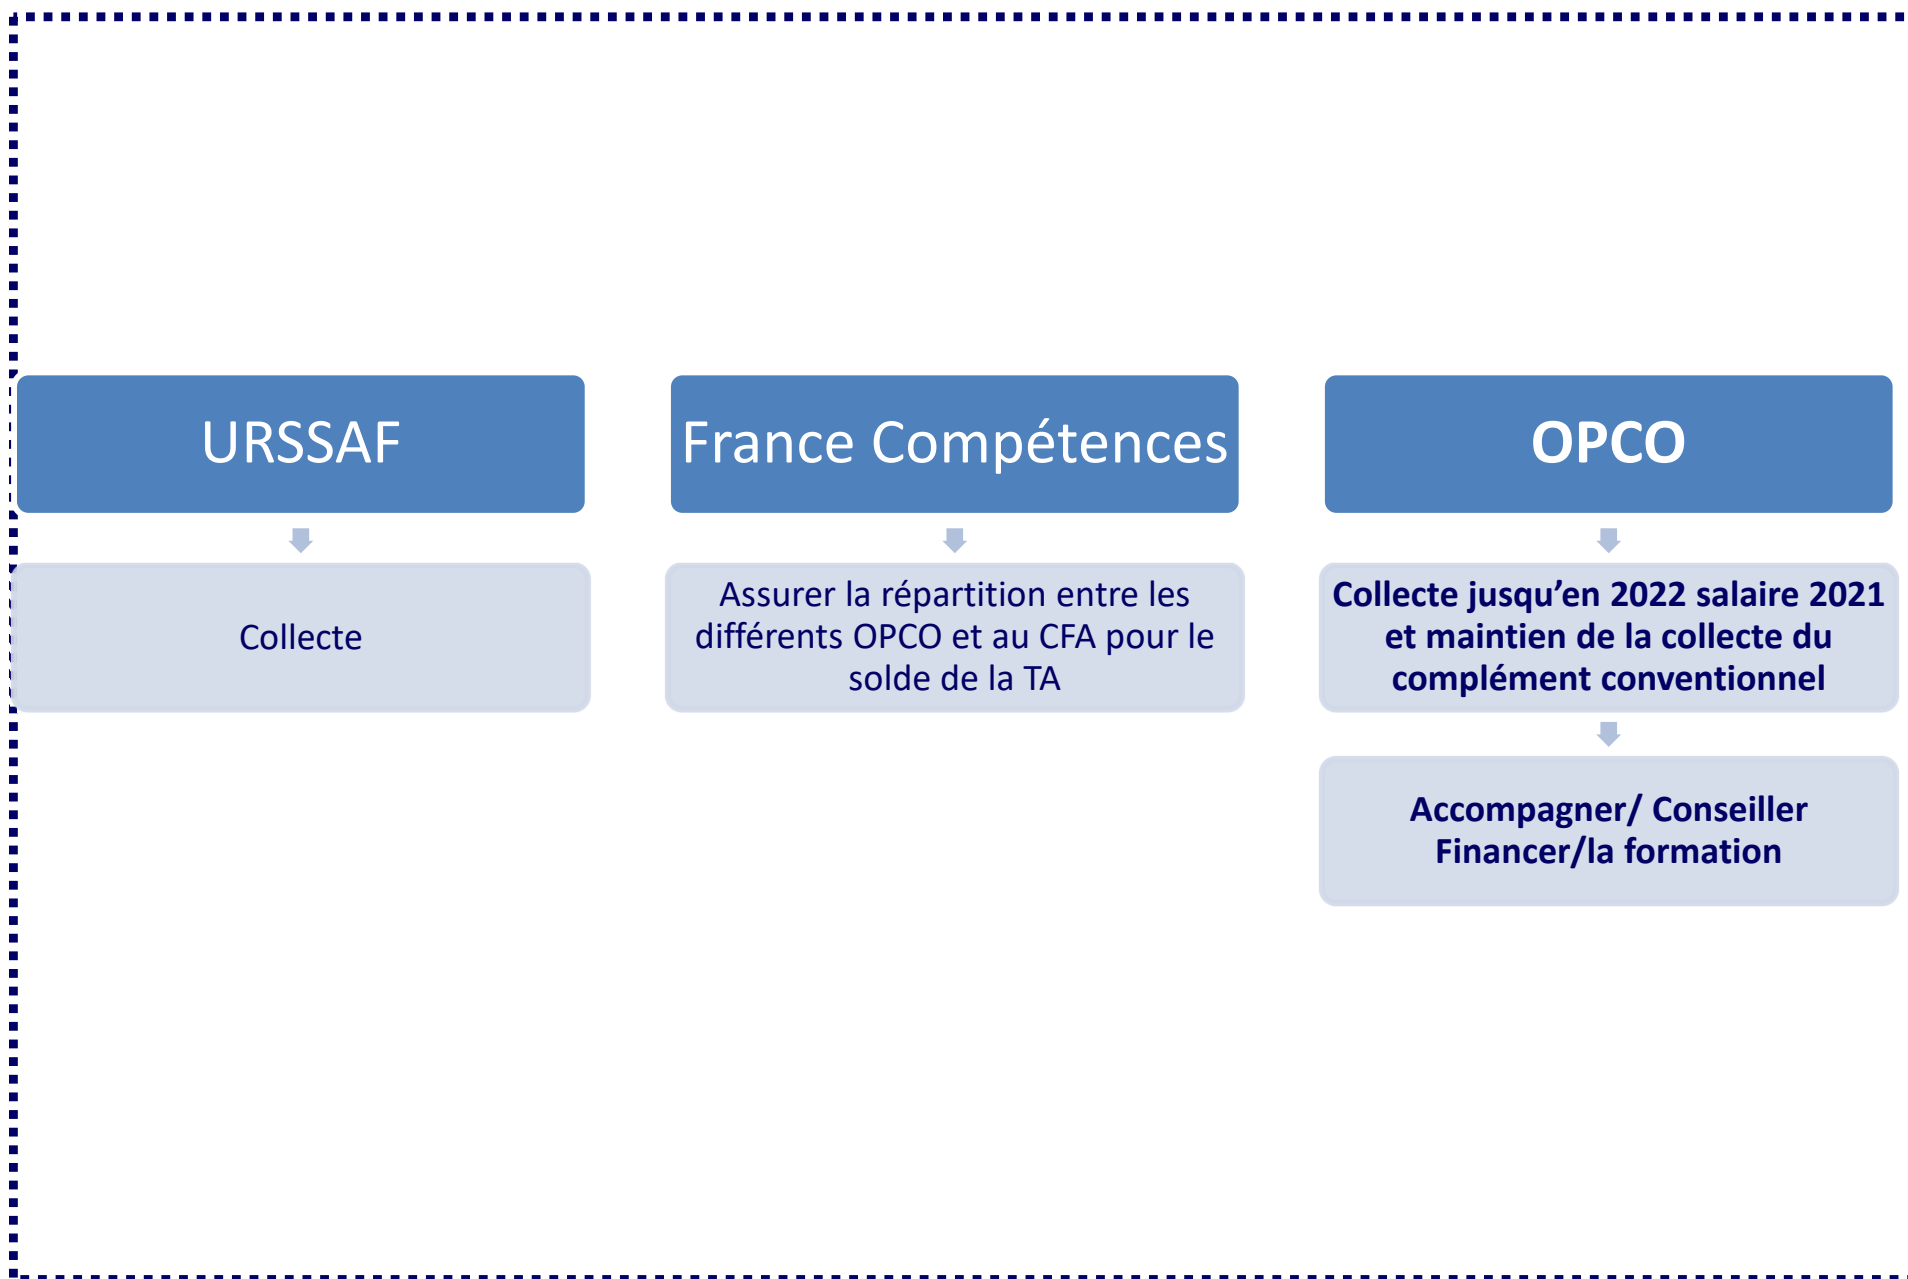 URSSAF
Collecte
France Compétences
Assurer la répartition entre les
différents OPCO et au CFA pour le
solde de la TA
OPCO
Collecte jusqu’en 2022 salaire 2021
et maintien de la collecte du
complément conventionnel
Accompagner/ Conseiller
Financer/la formation